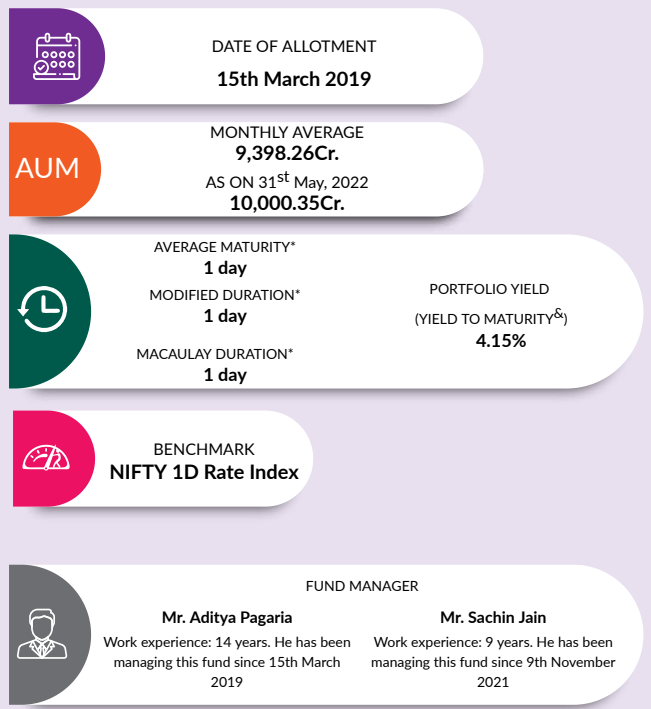 DATE OF ALLOTMENT
15th March 2019
AUM
MONTHLY AVERAGE
9,398.26Cr.
AS ON 31st May, 2022
10,000.35Cr.
AVERAGE MATURITY*
1 day
MODIFIED DURATION*
1 day
MACAULAY DURATION*
1 day
PORTFOLIO YIELD
(YIELD TO MATURITY&)
4.15%
BENCHMARK
NIFTY 1D Rate Index
FUND MANAGER
Mr. Aditya Pagaria
Work experience: 14 years. He has been
managing this fund since 15th March
2019
Mr. Sachin Jain
Work experience: 9 years. He has been
managing this fund since 9th November
2021